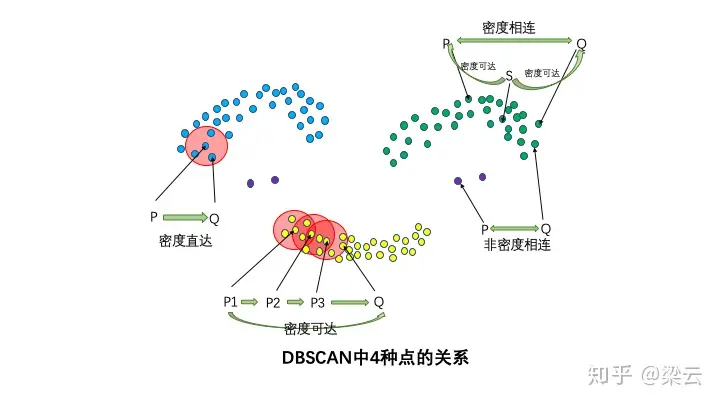 密度相连
P Q
密度可达 S 密度可达
P Q
密度直达
P Q
非密度相连
P1 P2 P3 Q
密度可达
DBSCAN中4种点的关系
知乎 @梁云